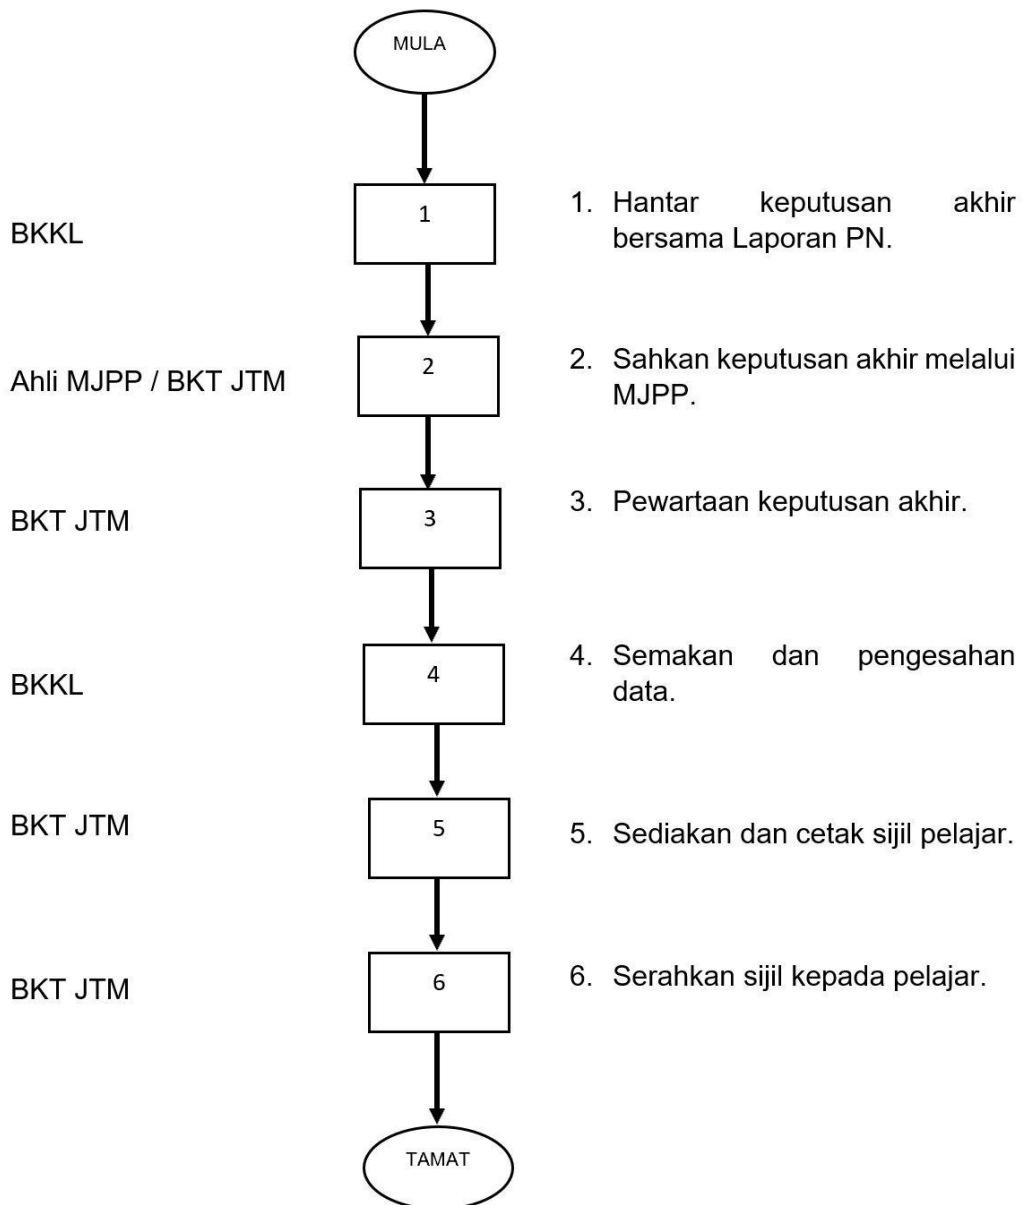 MULA
BKKL
1
1. Hantar keputusan akhir
bersama Laporan PN.
Ahli MJPP / BKT JTM
2
2. Sahkan keputusan akhir melalui
MJPP.
BKT JTM
3
3. Pewartaan keputusan akhir.
BKKL
4
4. Semakan dan pengesahan
data.
BKT JTM
5
5. Sediakan dan cetak sijil pelajar.
BKT JTM
6
6. Serahkan sijil kepada pelajar.
TAMAT